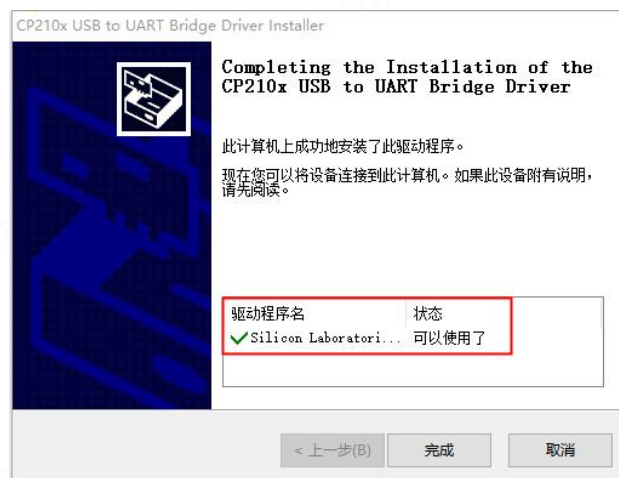 CP210x USB to UART Bridge Driver Installer
Completing the Installation of the
CP210x USB to UART Bridge Driver
此计算机上成功地安装了此驱动程序。
现在您可以将设备连接到此计算机。如果此设备附有说明，
请先阅读。
驱动程序名 状态
Silicon Laboratori... 可以使用了
< 上一步(B) 完成 取消